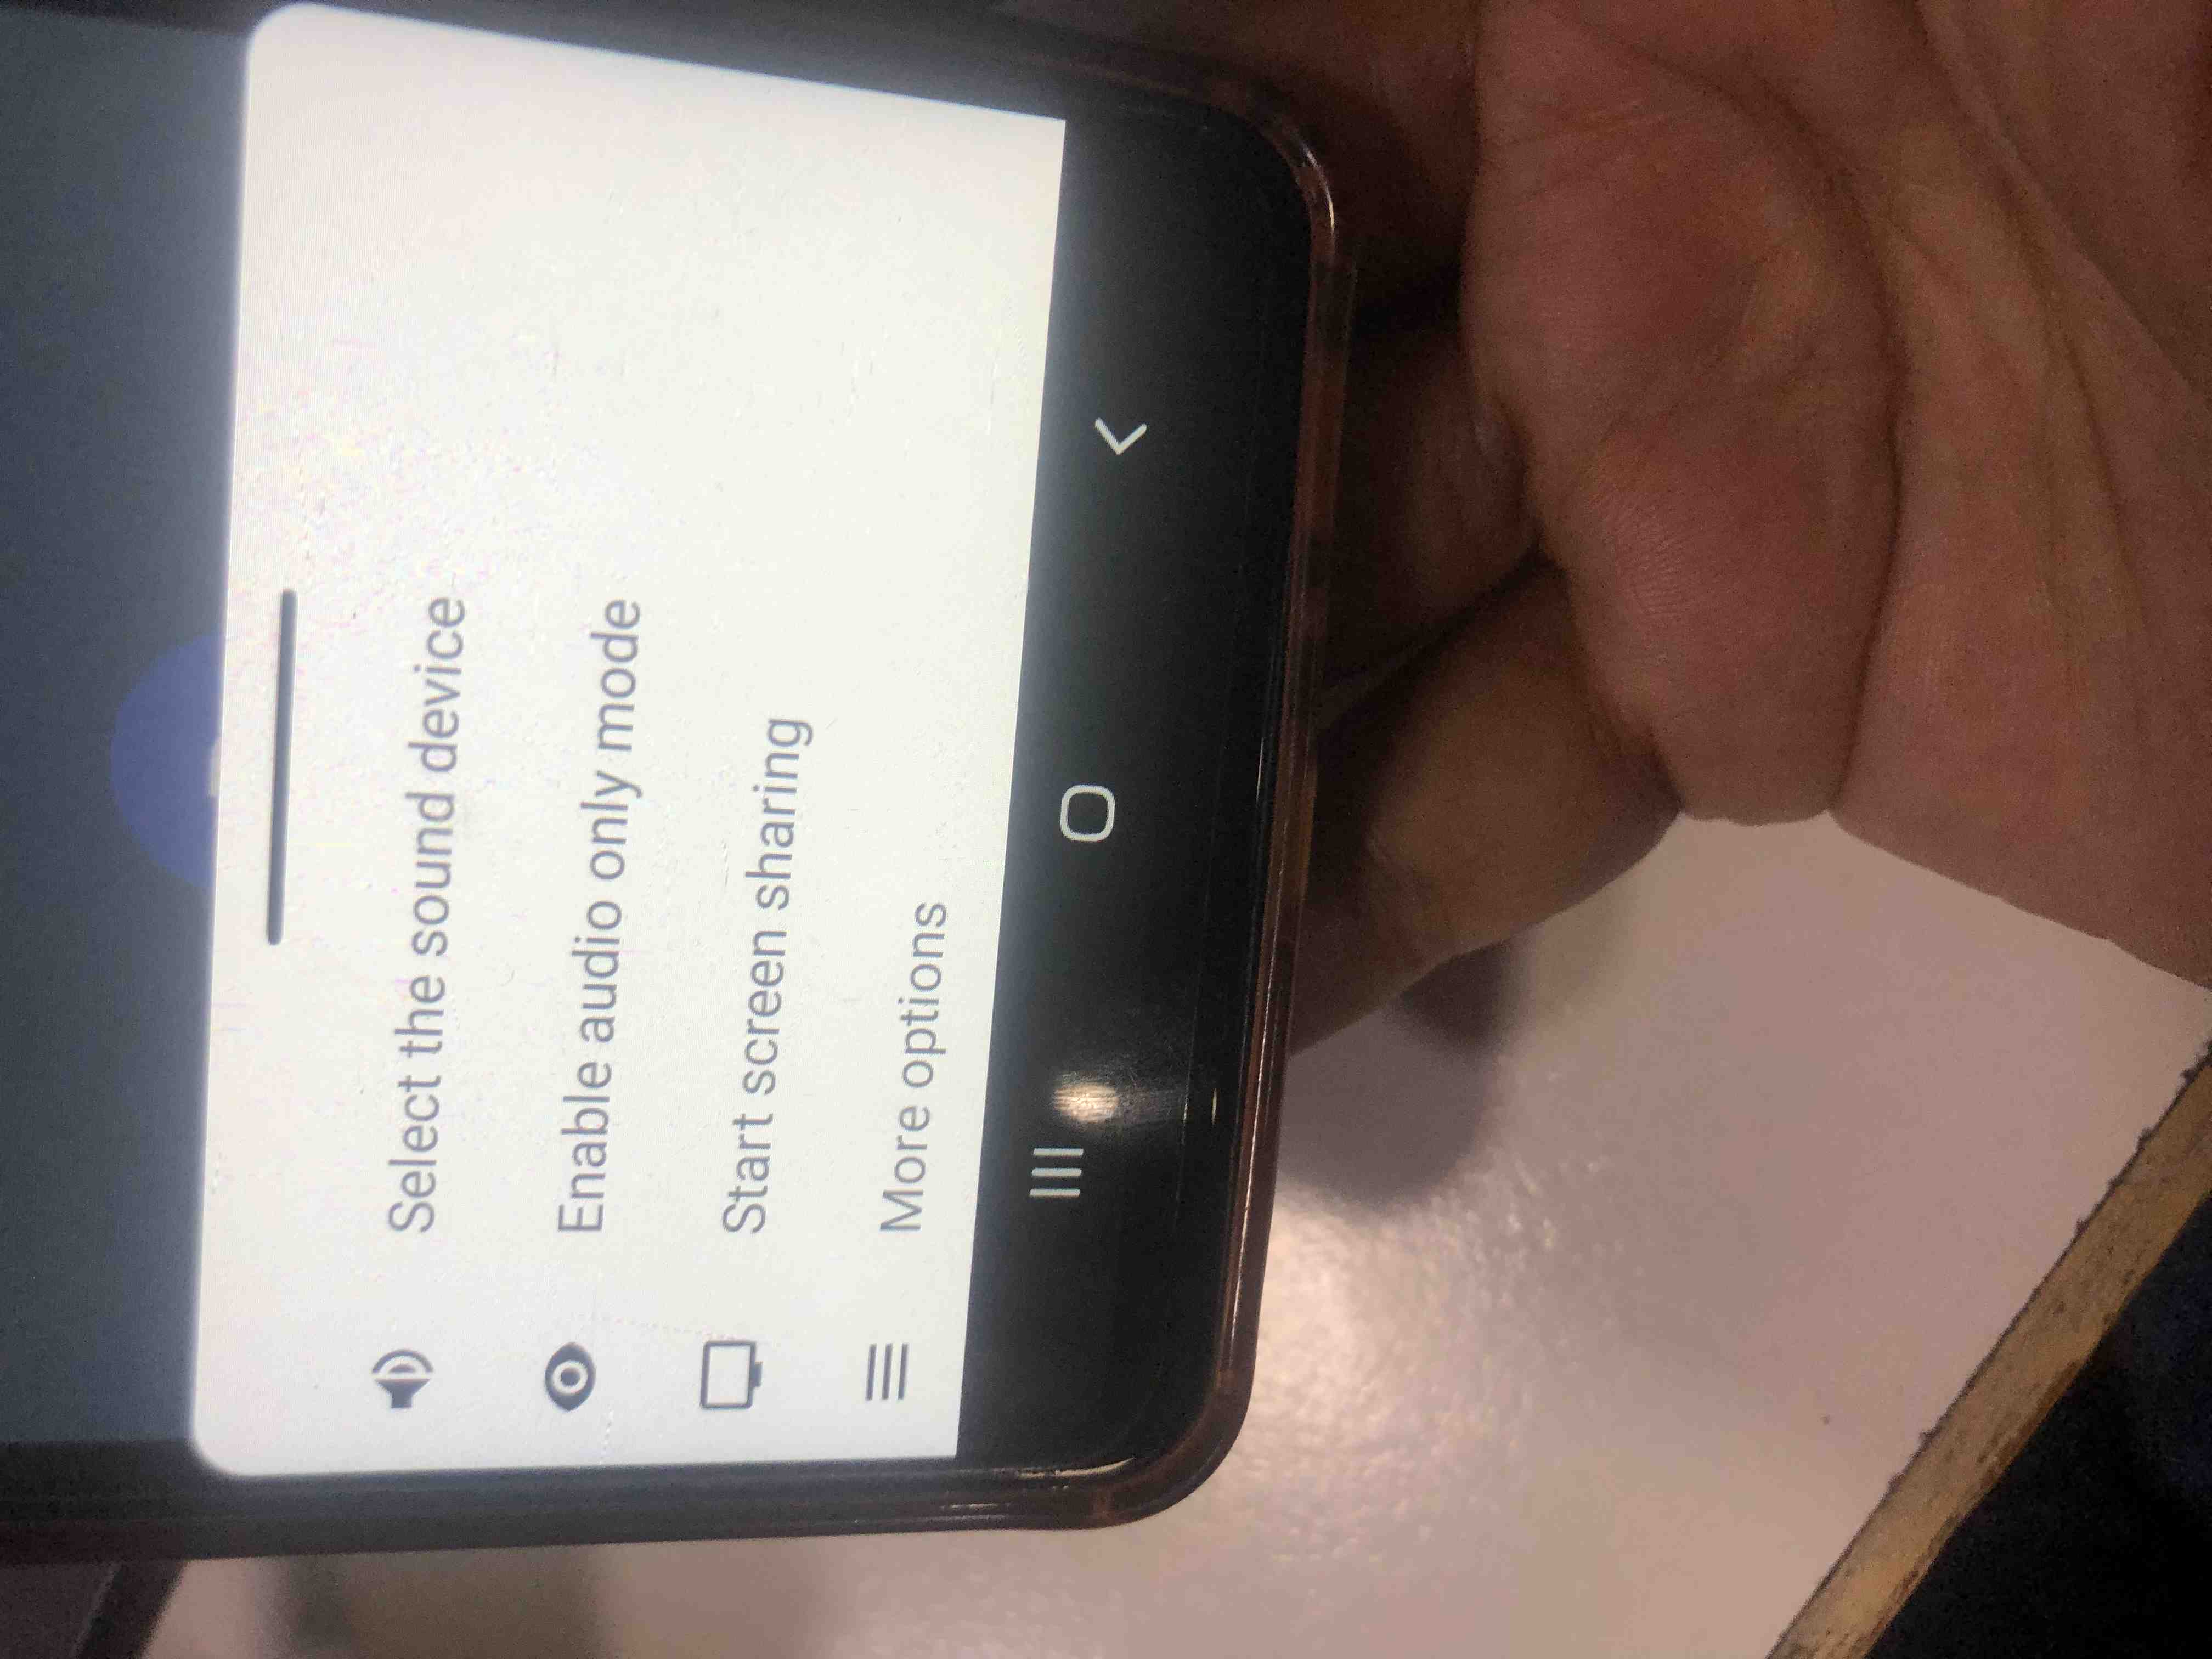 Select the sound device
Enable audio only mode
Start screen sharing
More options